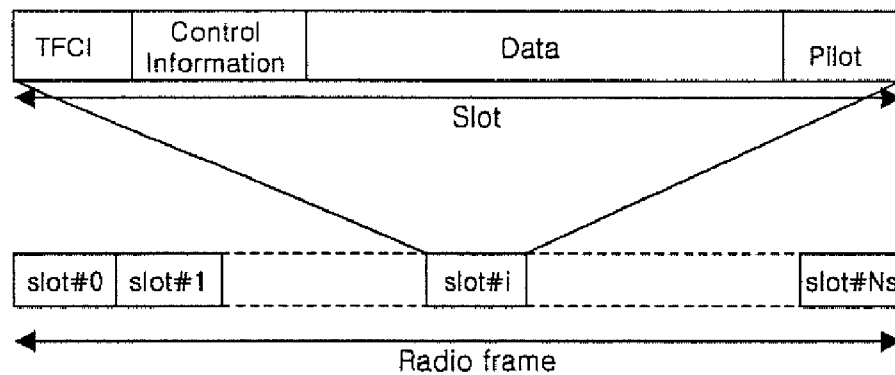 TFCI
Control
Information
Data
Pilot
Slot
slot#0
slot#1
slot#i
slot#Ns
Radio frame